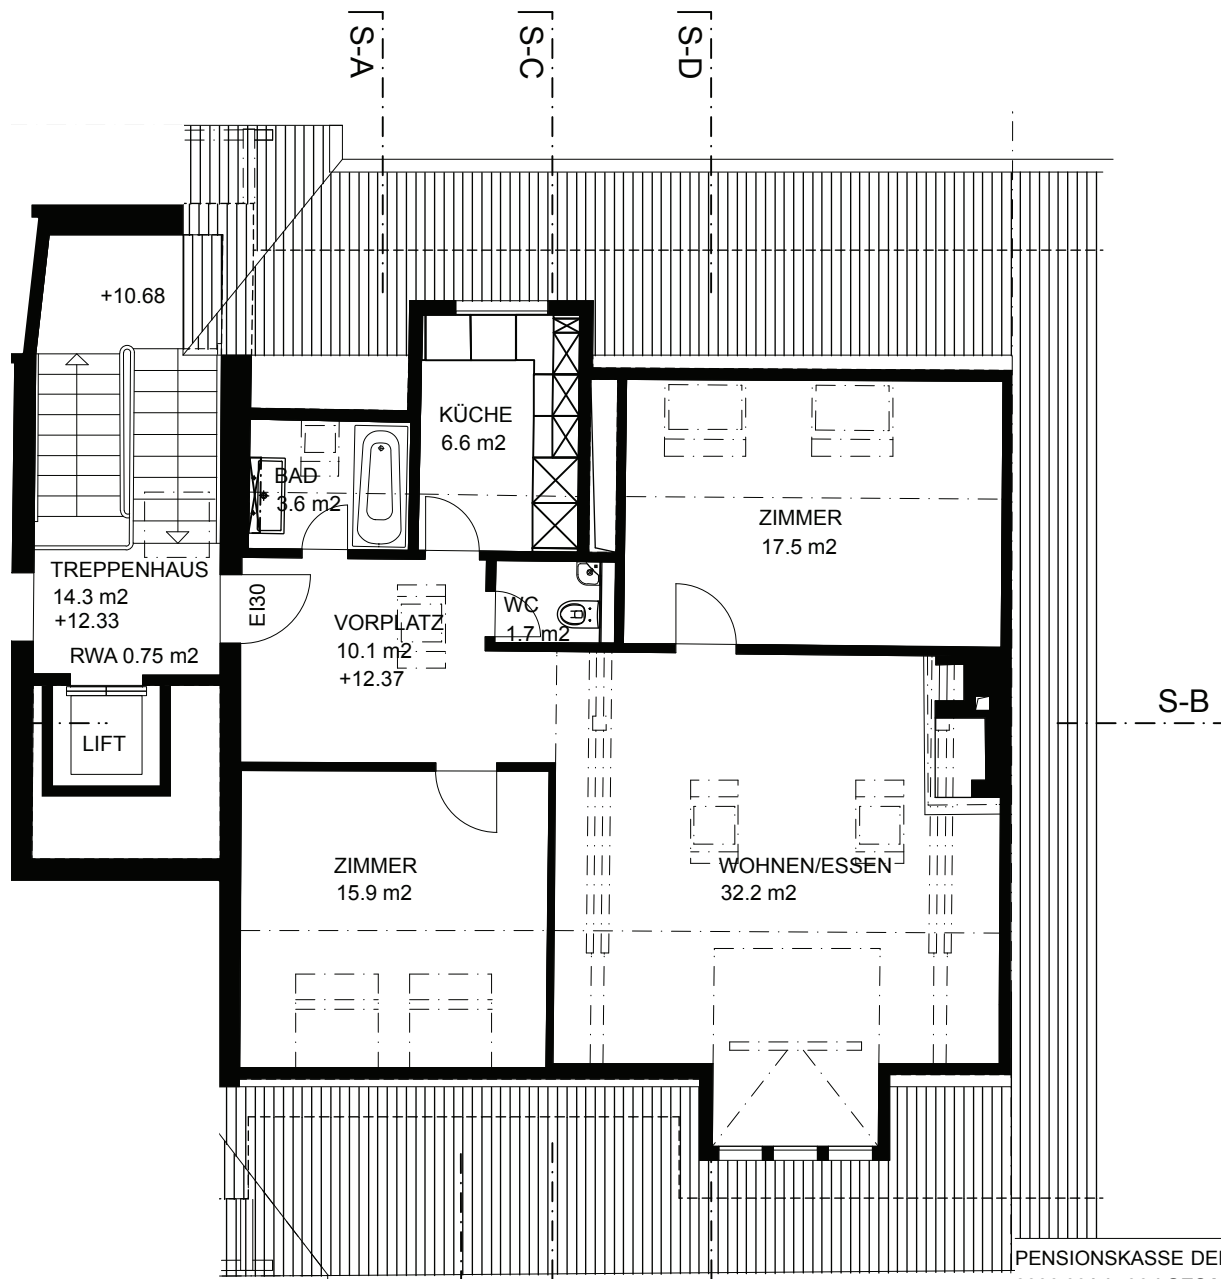 S-A
S-C
S-D
+10.68
KÜCHE
6.6 m2
BAD
3.6 m2
ZIMMER
17.5 m2
TREPPENHAUS
14.3 m2
+12.33
RWA 0.75 m2
EI30
VORPLATZ
10.1 m2
+12.37
WC
1.7 m2
S-B
LIFT
ZIMMER
15.9 m2
WOHNEN/ESSEN
32.2 m2
PENSIONSKASSE